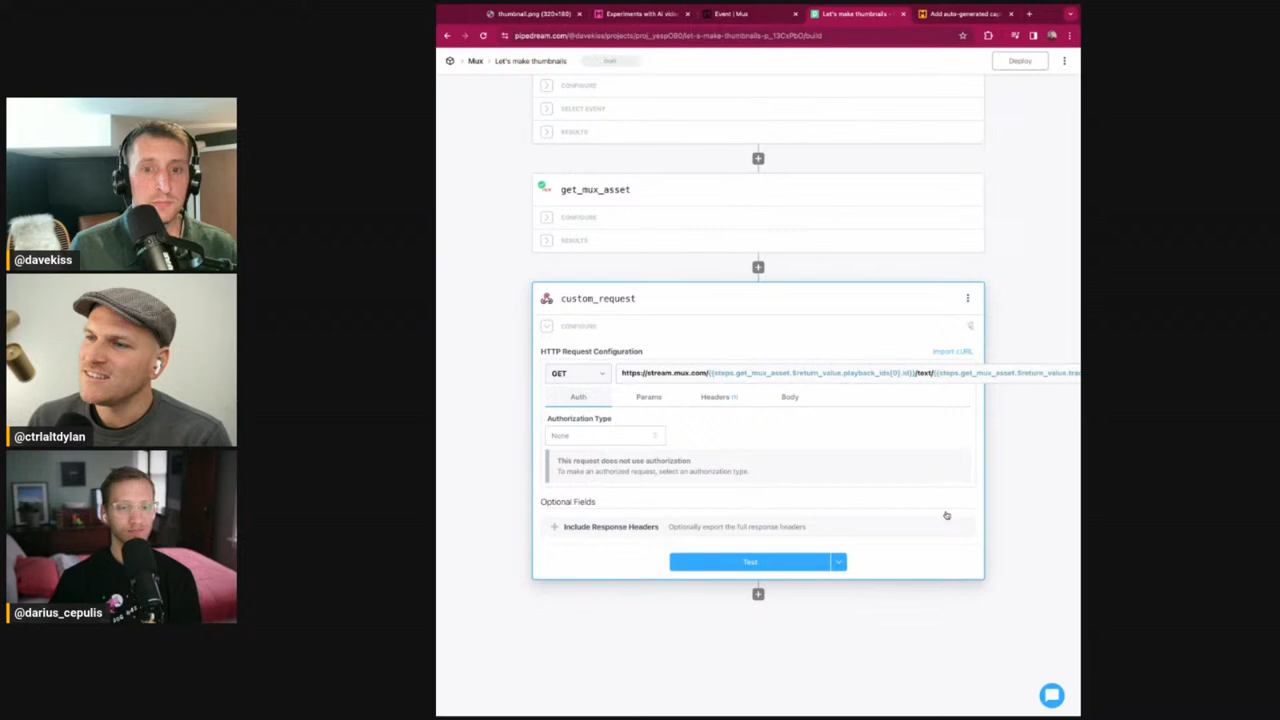 thumbnail.png (320×180)
Experiments with AI vide
Event | Mux
Let's make thumbnails -
Add auto-generated cap
pipedream.com/@davekiss/projects/proj_yesp080/let-s-make-thumbnails-p_13CxPbO/build
Mux
Let's make thumbnails
draft
Deploy
CONFIGURE
SELECT EVENT
RESULTS
get_mux_asset
CONFIGURE
RESULTS
custom_request
CONFIGURE
HTTP Request Configuration
Import cURL
GET
https://stream.mux.com/{{steps.get_mux_asset.$return_value.playback_ids[0].id}}/text/{{steps.get_mux_asset.$return_value.tra
Auth
Params
Headers (1)
Body
Authorization Type
None
This request does not use authorization
To make an authorized request, select an authorization type.
Optional Fields
Include Response Headers
Optionally export the full response headers
Test
@davekiss
@ctrlaltdylan
@darius_cepulis